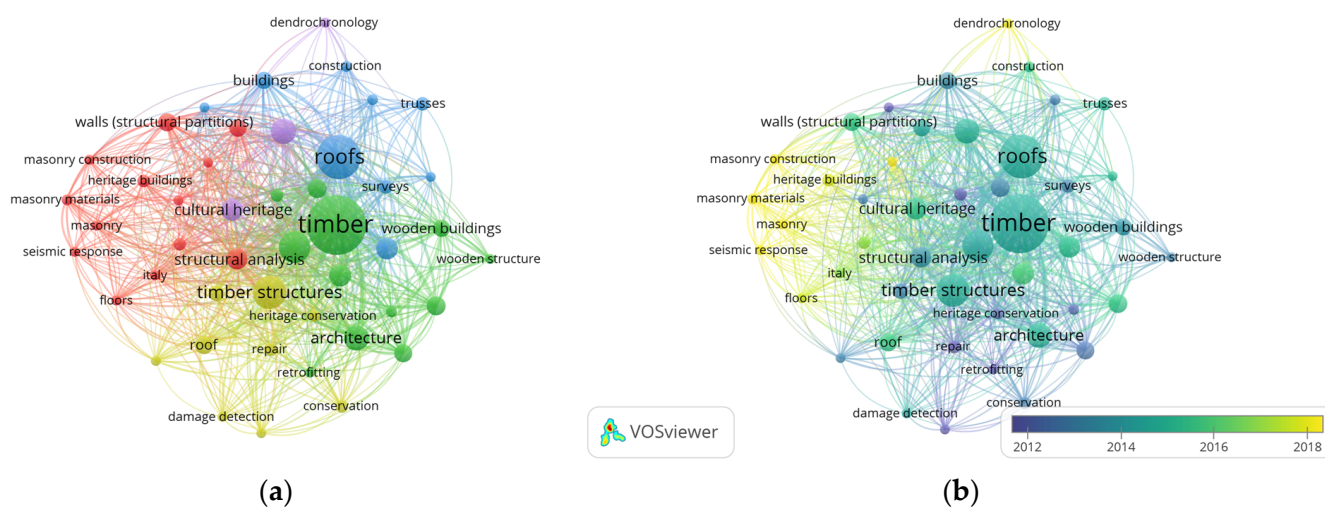 dendrochronology
construction
buildings
trusses
walls (structural partitions)
roofs
masonry construction
heritage buildings
surveys
masonry materials
cultural heritage
timber
masonry
wooden buildings
seismic response
structural analysis
wooden structure
italy
timber structures
floors
heritage conservation
architecture
roof
repair
retrofitting
conservation
damage detection
(a)
VOSviewer
dendrochronology
construction
buildings
trusses
walls (structural partitions)
roofs
masonry construction
heritage buildings
surveys
masonry materials
cultural heritage
timber
masonry
wooden buildings
seismic response
structural analysis
wooden structure
italy
timber structures
floors
heritage conservation
architecture
roof
repair
retrofitting
conservation
damage detection
2012 2014 2016 2018
(b)